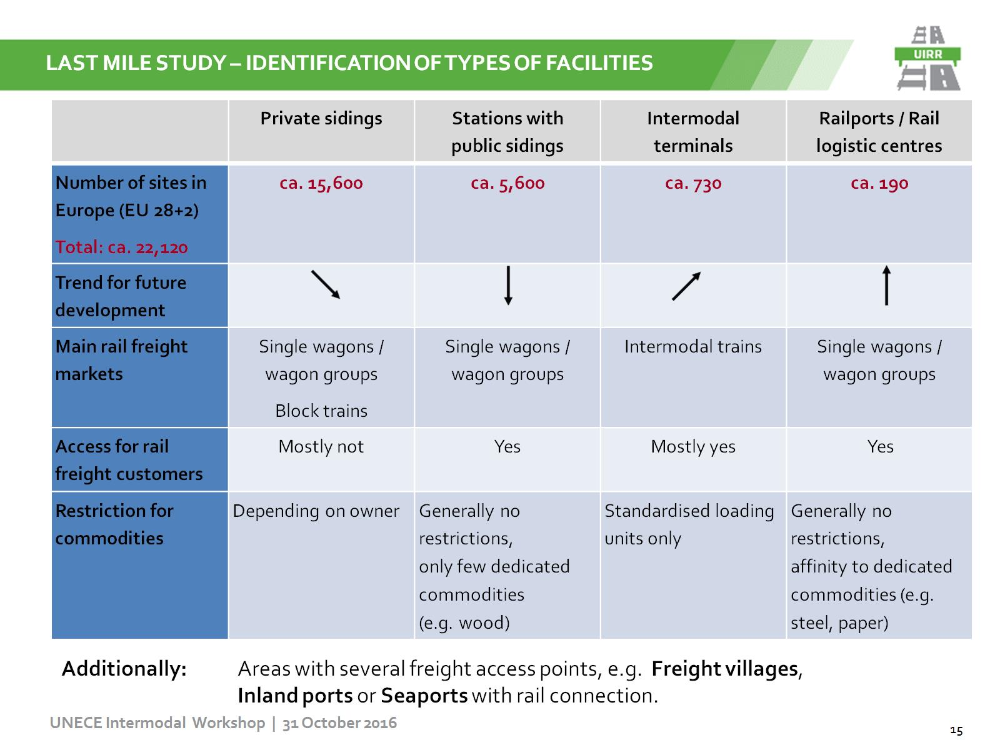 LAST MILE STUDY – IDENTIFICATION OF TYPES OF FACILITIES
UIRR
Private sidings
Stations with
public sidings
Intermodal
terminals
Railports / Rail
logistic centres
Number of sites in
Europe (EU 28+2)
Total: ca. 22,120
ca. 15,600
ca. 5,600
ca. 730
ca. 190
Trend for future
development
Main rail freight
markets
Single wagons /
wagon groups
Block trains
Single wagons /
wagon groups
Intermodal trains
Single wagons /
wagon groups
Access for rail
freight customers
Mostly not
Yes
Mostly yes
Yes
Restriction for
commodities
Depending on owner
Generally no
restrictions,
only few dedicated
commodities
(e.g. wood)
Standardised loading
units only
Generally no
restrictions,
affinity to dedicated
commodities (e.g.
steel, paper)
Additionally:
Areas with several freight access points, e.g. Freight villages,
Inland ports or Seaports with rail connection.
UNECE Intermodal Workshop | 31 October 2016
15